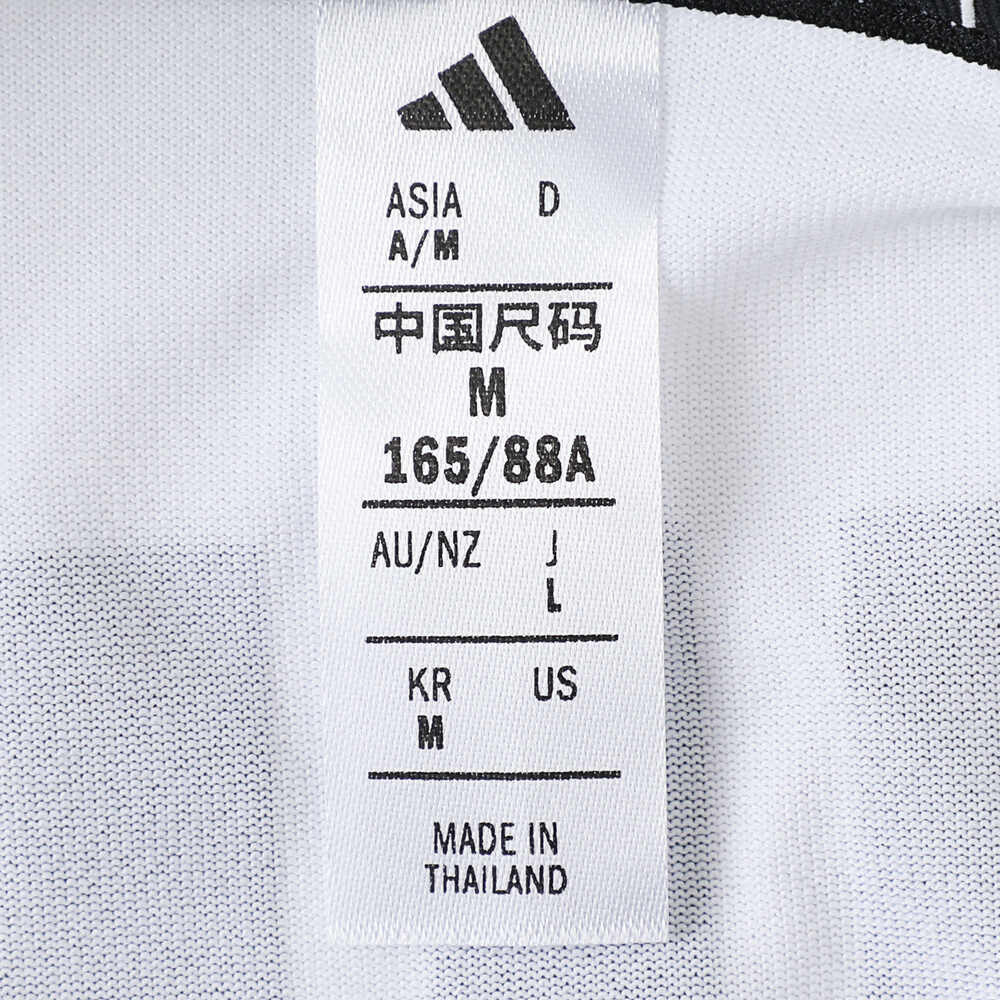 ASIA D
A/M
中国尺码
M
165/88A
AU/NZ J
L
KR US
M
MADE IN
THAILAND